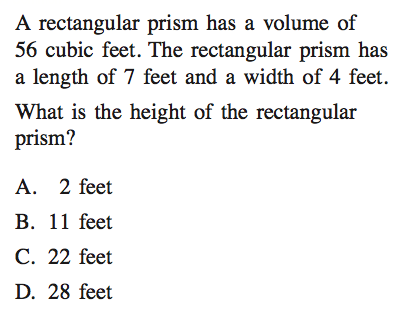 A rectangular prism has a volume of
56 cubic feet. The rectangular prism has
a length of 7 feet and a width of 4 feet.
What is the height of the rectangular
prism?
A. 2 feet
B. 11 feet
C. 22 feet
D. 28 feet